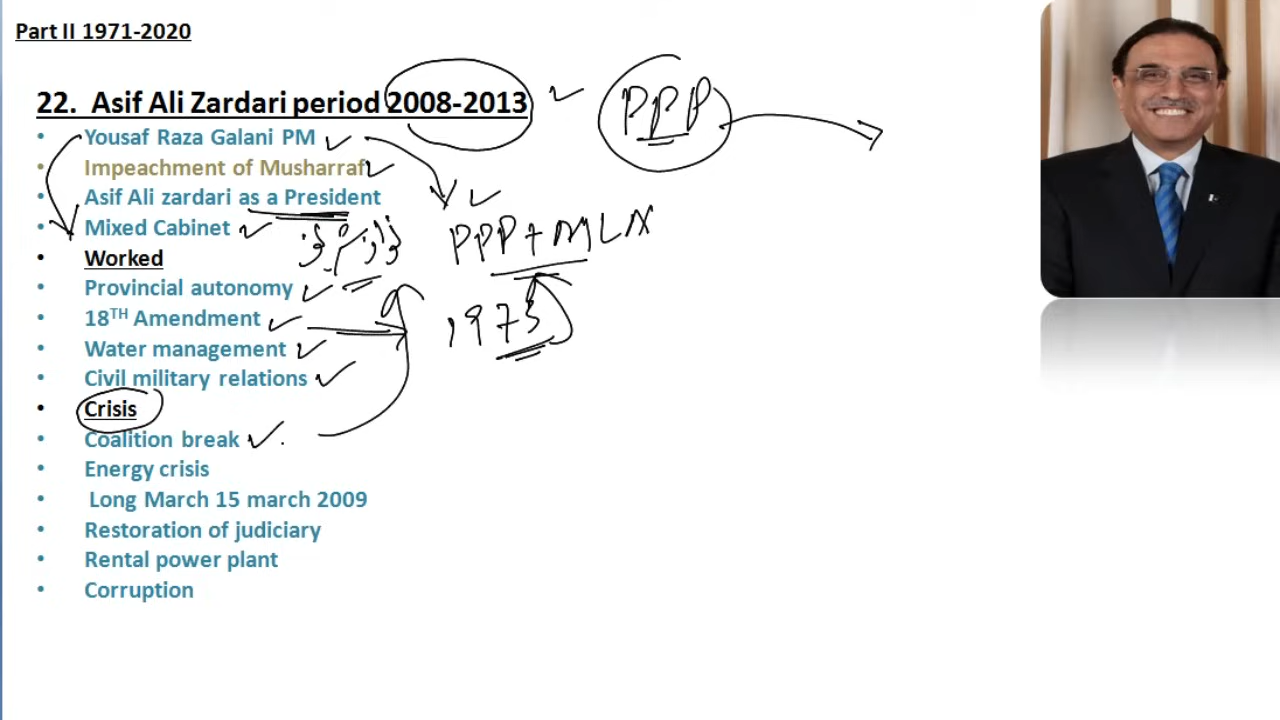 Part II 1971-2020
22. Asif Ali Zardari period 2008-2013
PPP
• Yousaf Raza Galani PM
• Impeachment of Musharraf
• Asif Ali zardari as a President
• Mixed Cabinet
PPP+MLN
• Worked
• Provincial autonomy
• 18TH Amendment
1973
• Water management
• Civil military relations
• Crisis
• Coalition break
• Energy crisis
• Long March 15 march 2009
• Restoration of judiciary
• Rental power plant
• Corruption